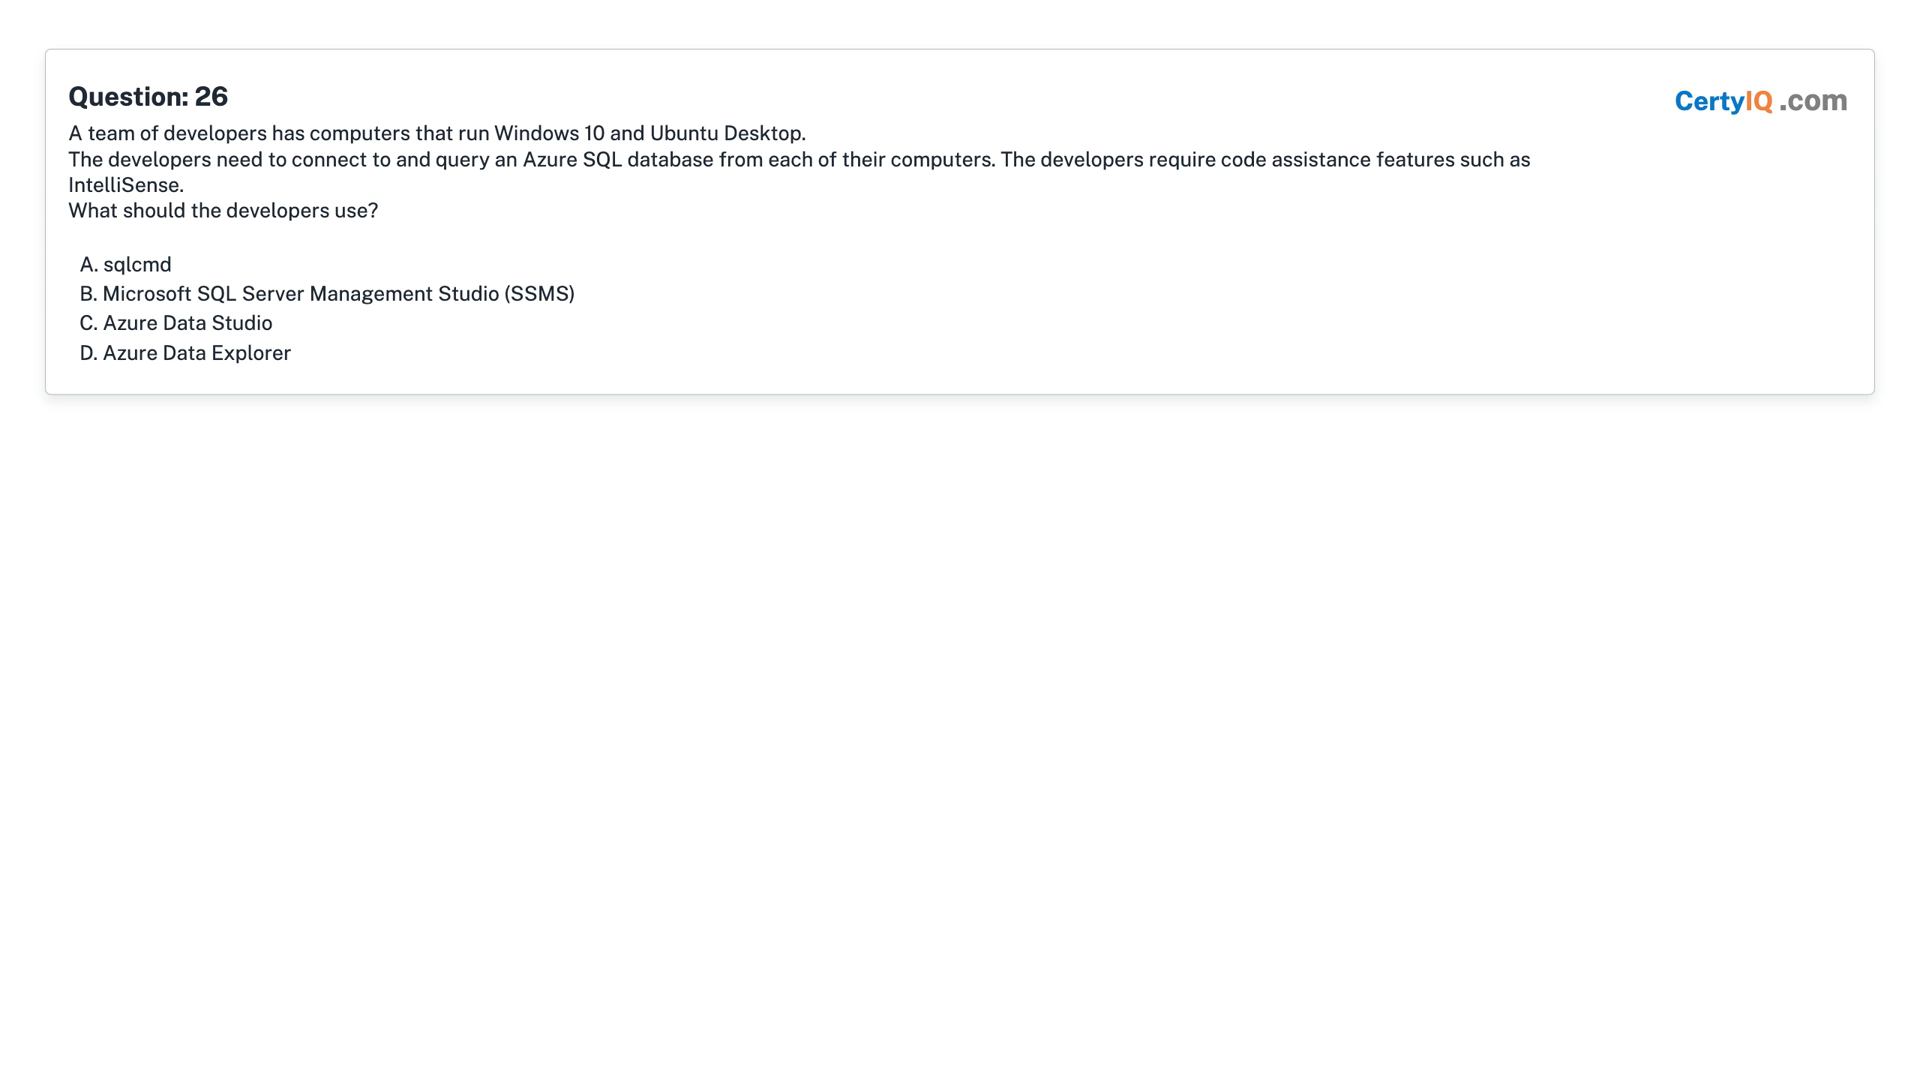 Question: 26
CertyIQ .com
A team of developers has computers that run Windows 10 and Ubuntu Desktop.
The developers need to connect to and query an Azure SQL database from each of their computers. The developers require code assistance features such as
IntelliSense.
What should the developers use?
A. sqlcmd
B. Microsoft SQL Server Management Studio (SSMS)
C. Azure Data Studio
D. Azure Data Explorer